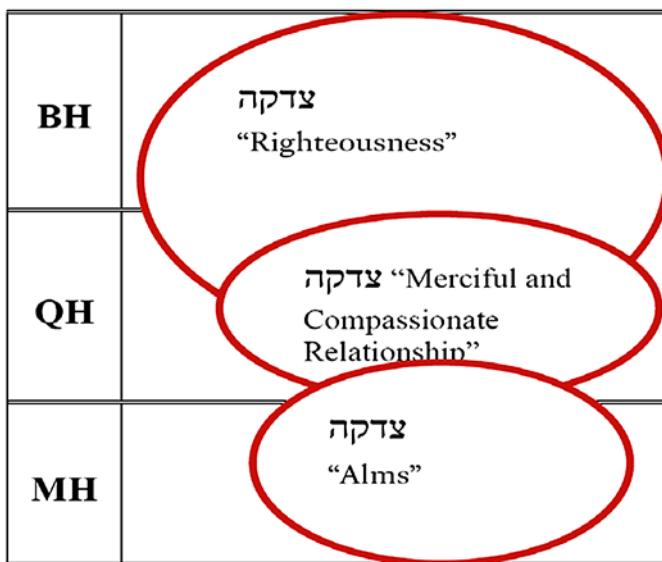 BH
צדקה
“Righteousness”
QH
צדקה “Merciful and
Compassionate
Relationship”
MH
צדקה
“Alms”